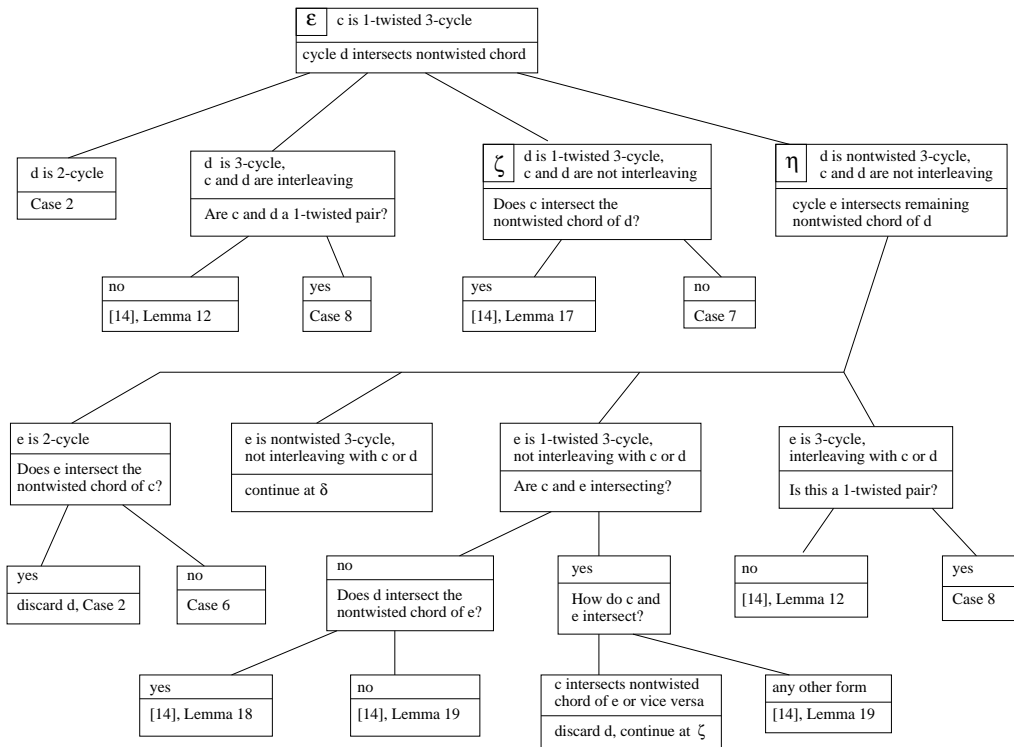 ε c is 1-twisted 3-cycle
cycle d intersects nontwisted chord
d is 2-cycle
Case 2
d is 3-cycle,
c and d are interleaving
Are c and d a 1-twisted pair?
ζ d is 1-twisted 3-cycle,
c and d are not interleaving
Does c intersect the
nontwisted chord of d?
η d is nontwisted 3-cycle,
c and d are not interleaving
cycle e intersects remaining
nontwisted chord of d
no
[14], Lemma 12
yes
Case 8
yes
[14], Lemma 17
no
Case 7
e is 2-cycle
Does e intersect the
nontwisted chord of c?
e is nontwisted 3-cycle,
not interleaving with c or d
continue at δ
e is 1-twisted 3-cycle,
not interleaving with c or d
Are c and e intersecting?
e is 3-cycle,
interleaving with c or d
Is this a 1-twisted pair?
yes
discard d, Case 2
no
Case 6
no
Does d intersect the
nontwisted chord of e?
yes
How do c and
e intersect?
no
[14], Lemma 12
yes
Case 8
yes
[14], Lemma 18
no
[14], Lemma 19
c intersects nontwisted
chord of e or vice versa
discard d, continue at ζ
any other form
[14], Lemma 19